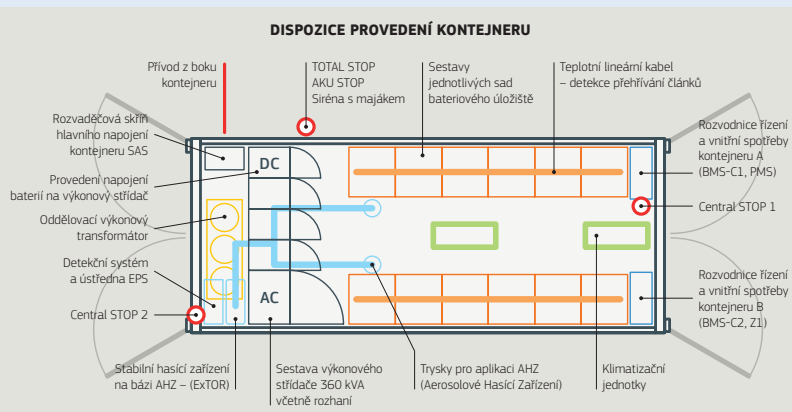 DISPOZICE PROVEDENÍ KONTEJNERU
Přívod z boku
kontejneru
TOTAL STOP
AKU STOP
Siréna s majákem
Sestavy
jednotlivých sad
bateriového úložiště
Teplotní lineární kabel
– detekce přehřívání článků
Rozvaděčová skříň
hlavního napojení
kontejneru SAS
Provedení napojení
baterií na výkonový střídač
Oddělovací výkonový
transformátor
Detekční systém
a ústředna EPS
Central STOP 2
DC
AC
Rozvodnice řízení
a vnitřní spotřeby
kontejneru A
(BMS-C1, PMS)
Central STOP 1
Rozvodnice řízení
a vnitřní spotřeby
kontejneru B
(BMS-C2, Z1)
Stabilní hasící zařízení
na bázi AHZ – (ExTOR)
Sestava výkonového
střídače 360 kVA
včetně rozhaní
Trysky pro aplikaci AHZ
(Aerosolové Hasící Zařízení)
Klimatizační
jednotky